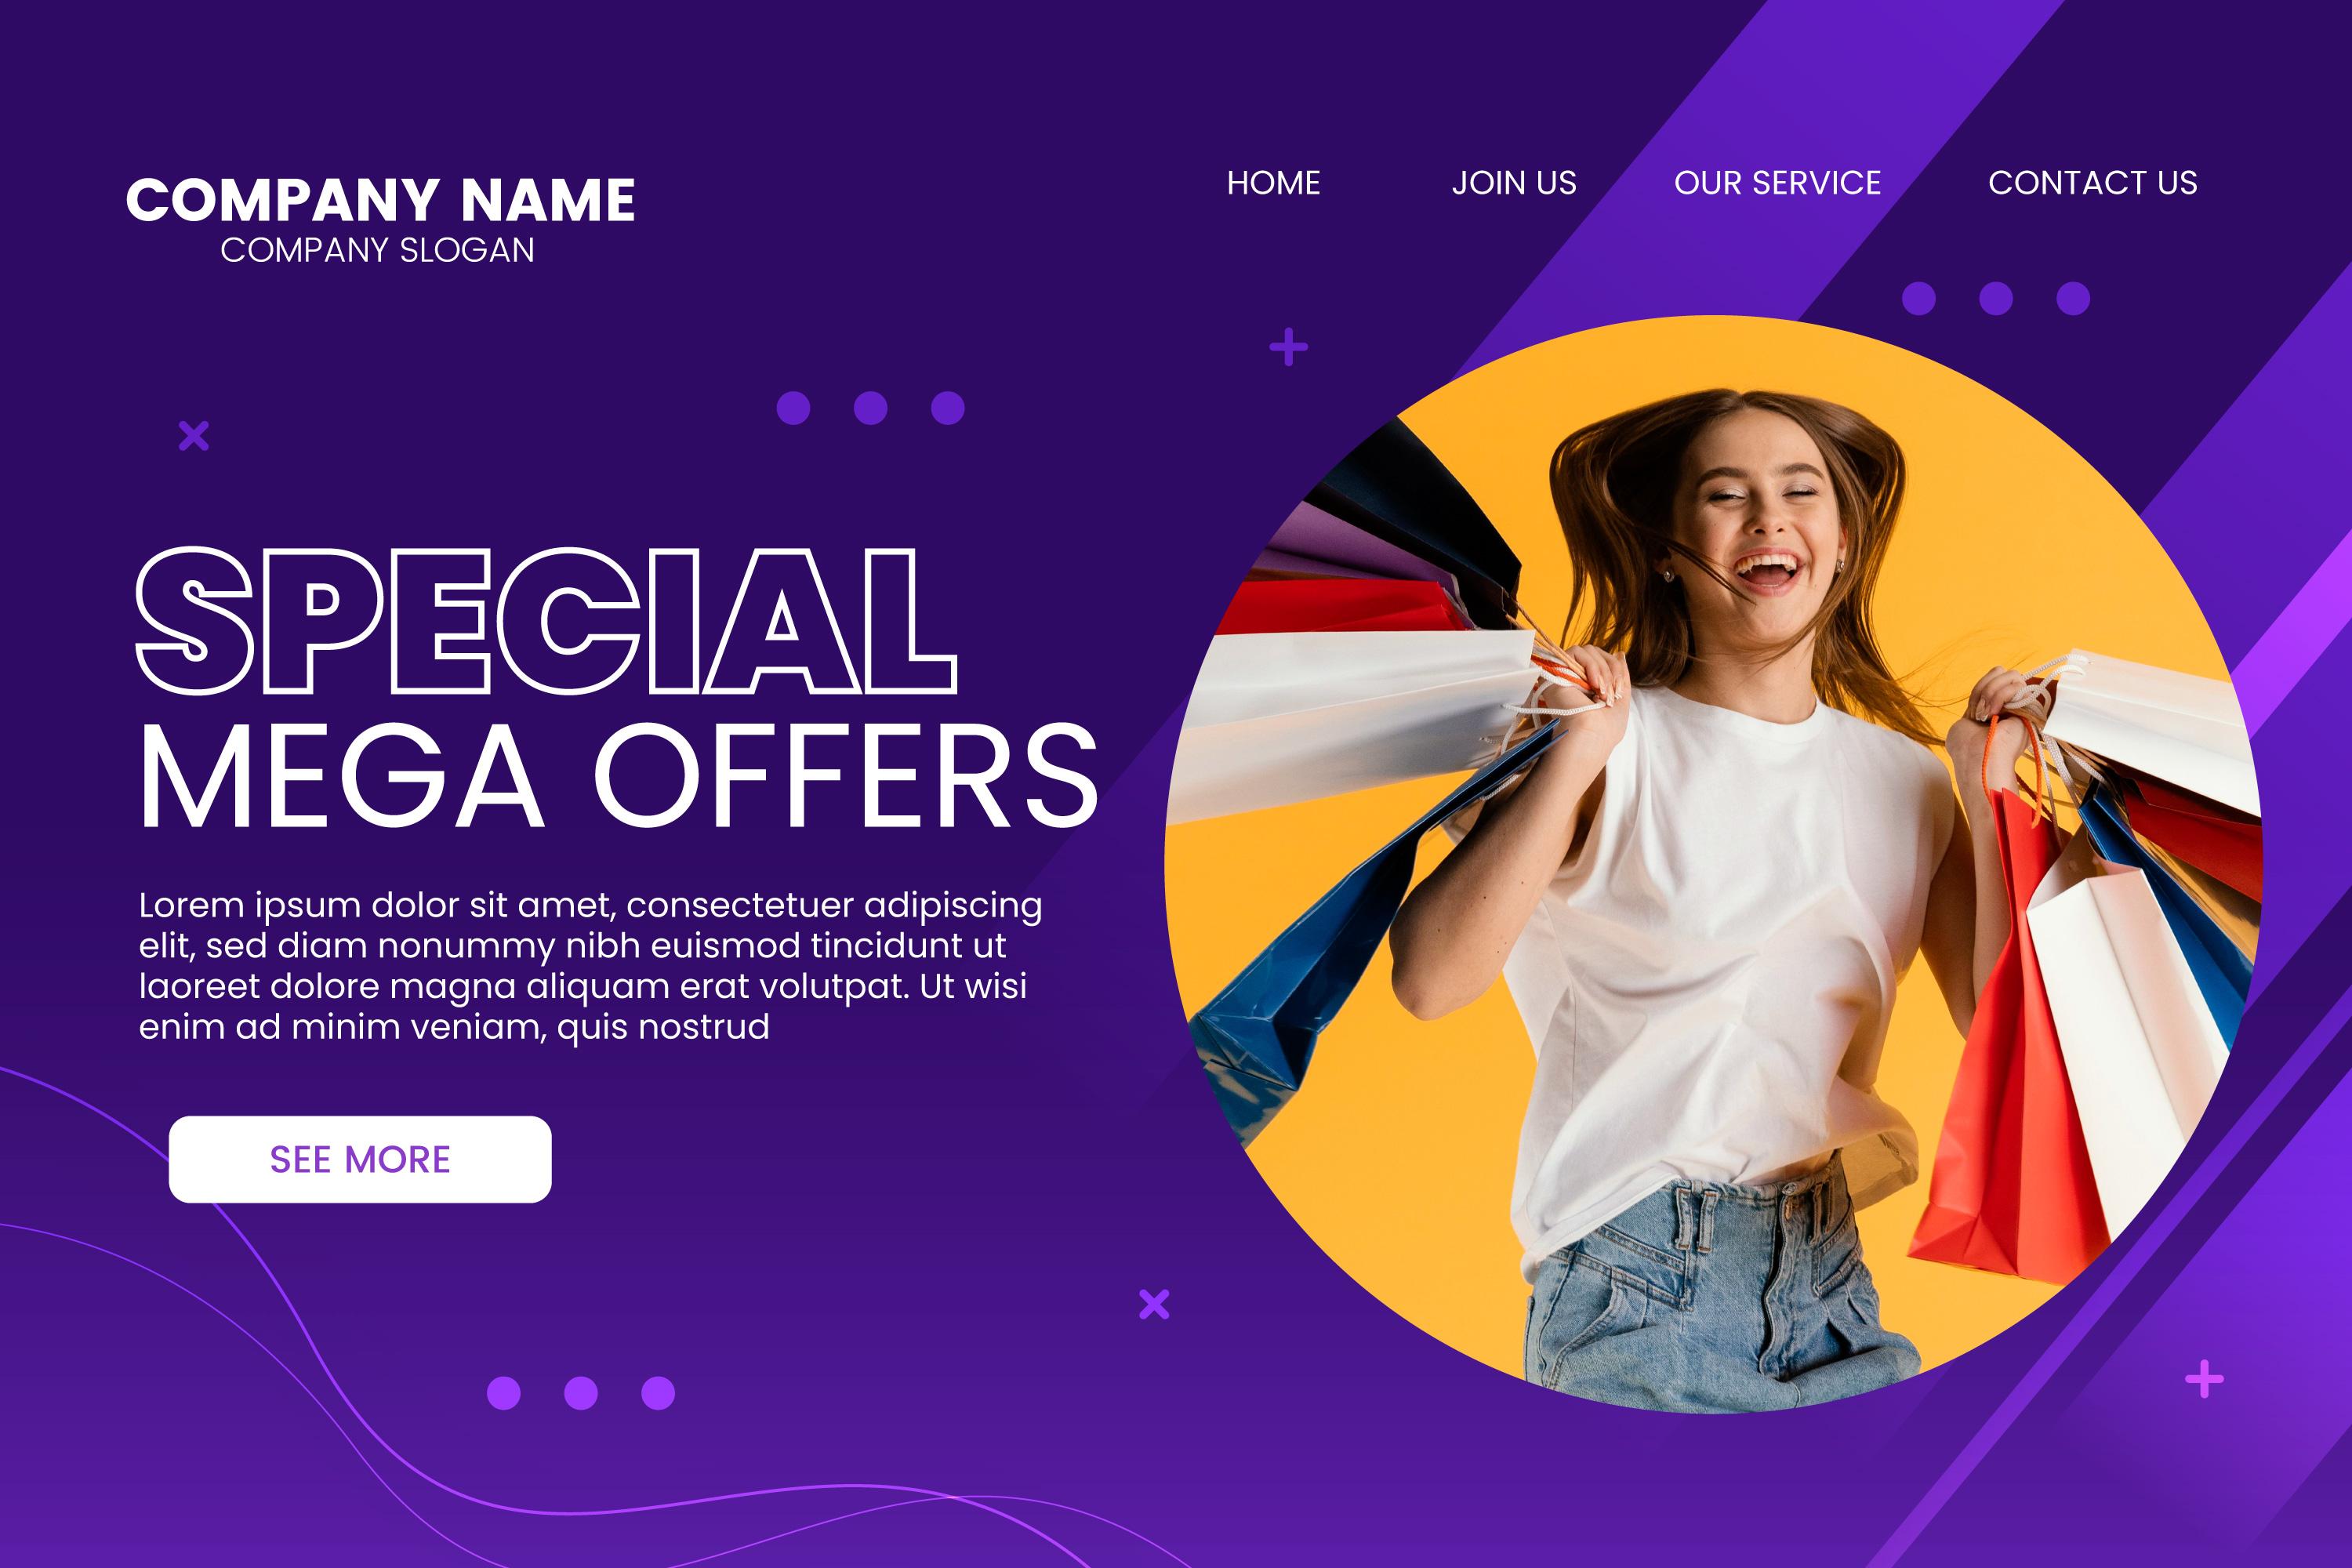 COMPANY NAME
COMPANY SLOGAN
HOME JOIN US OUR SERVICE CONTACT US
SPECIAL
MEGA OFFERS
Lorem ipsum dolor sit amet, consectetuer adipiscing
elit, sed diam nonummy nibh euismod tincidunt ut
laoreet dolore magna aliquam erat volutpat. Ut wisi
enim ad minim veniam, quis nostrud
SEE MORE